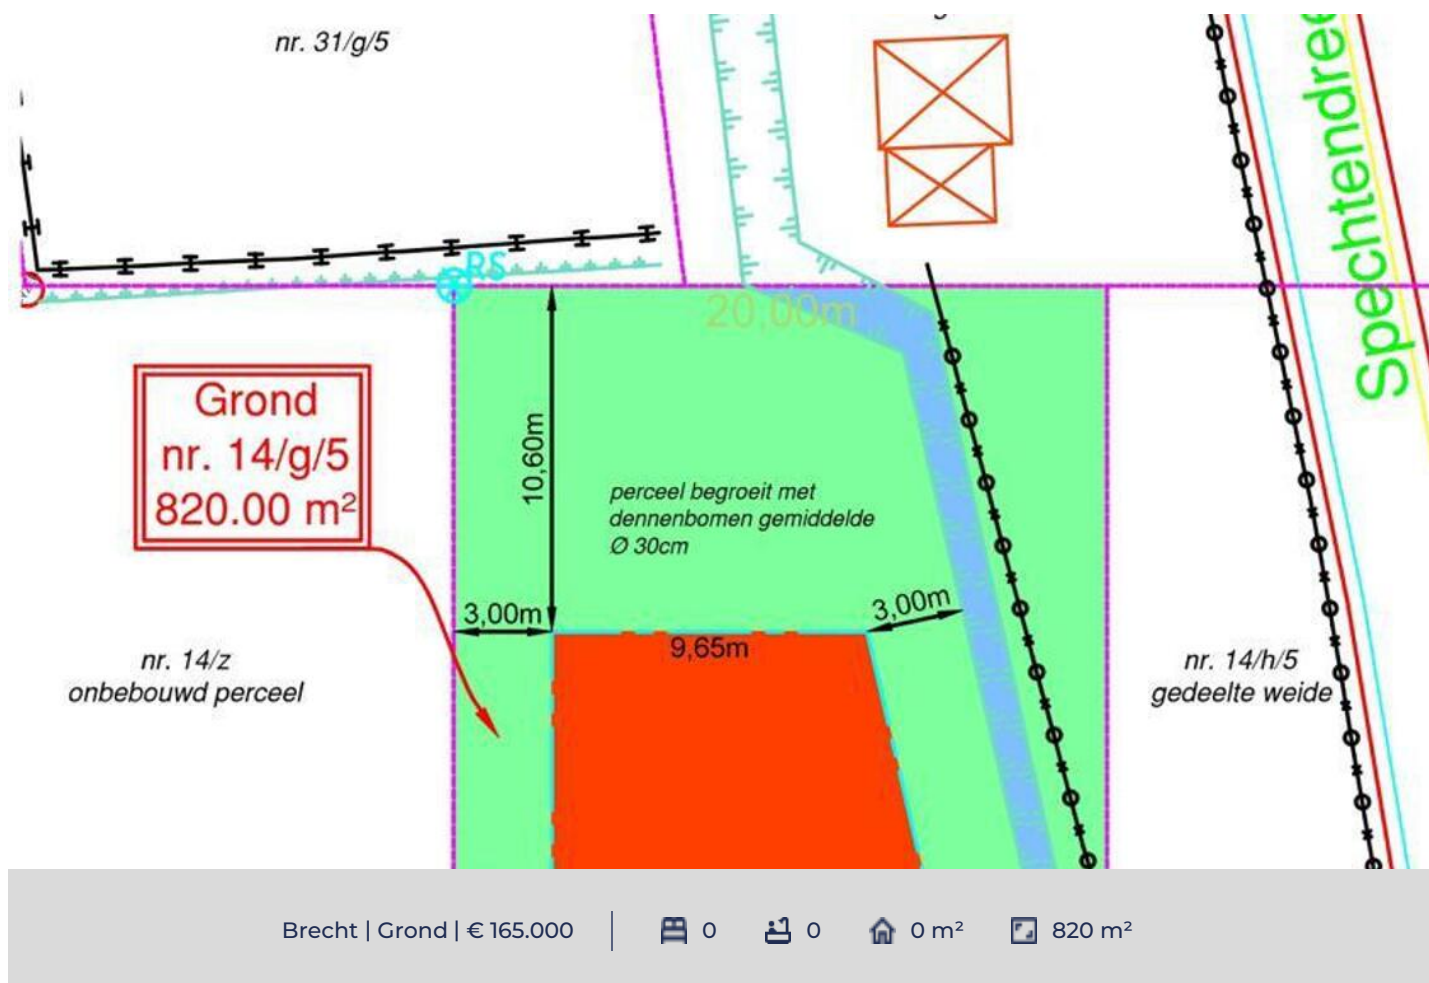 nr. 31/g/5
Spechtendree
RS
20,00m
Grond
nr. 14/g/5
820.00 m²
10,60m
perceel begroeit met
dennenbomen gemiddelde
Ø 30cm
3,00m
3,00m
9,65m
nr. 14/z
onbebouwd perceel
nr. 14/h/5
gedeelte weide
Brecht | Grond | € 165.000
0
0
0 m²
820 m²